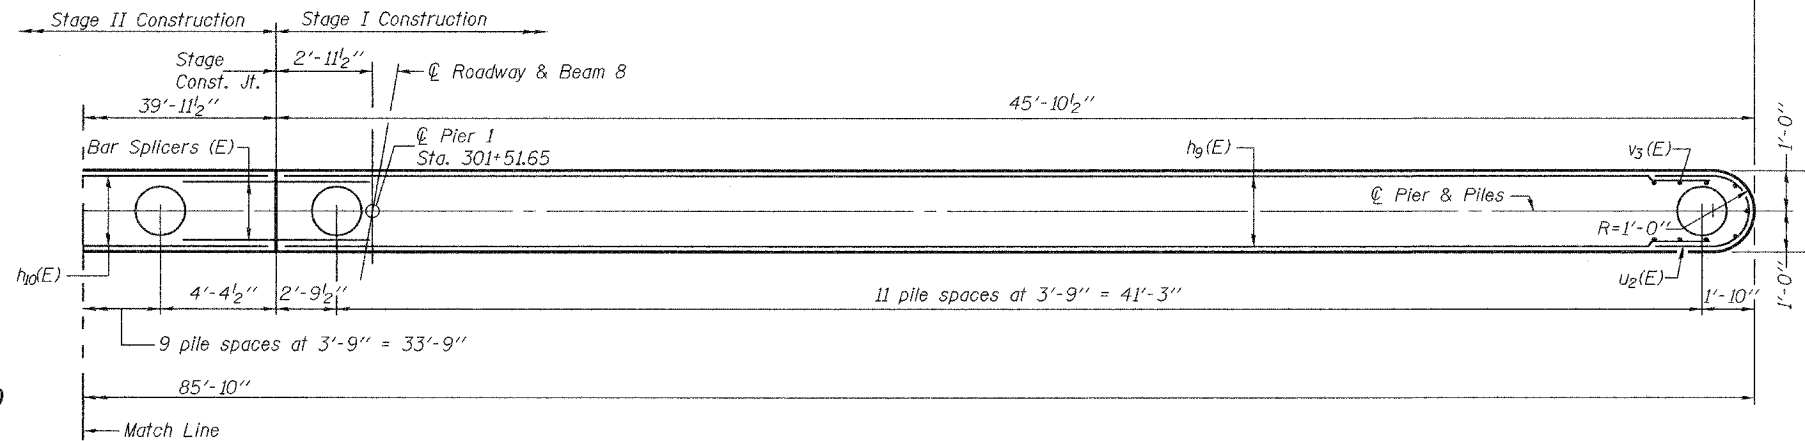 Stage II Construction
Stage I Construction
Stage
Const. Jt.
2'-11½"
℄ Roadway & Beam 8
39'-11½"
45'-10½"
1'-0"
Bar Splicers (E)
℄ Pier 1
Sta. 301+51.65
h9(E)
v3(E)
℄ Pier & Piles
R=1'-0"
h10(E)
u2(E)
4'-4½"
2'-9½"
11 pile spaces at 3'-9" = 41'-3"
1'-10"
1'-0"
9 pile spaces at 3'-9" = 33'-9"
85'-10"
Match Line